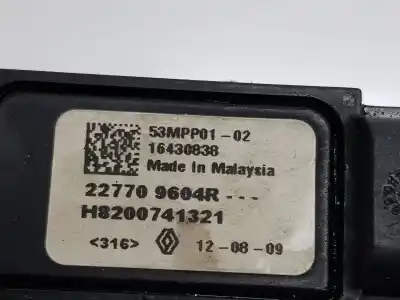 53MPP01-02
16430838
Made In Malaysia
22770 9604R---
H8200741321
<316> 12-08-09